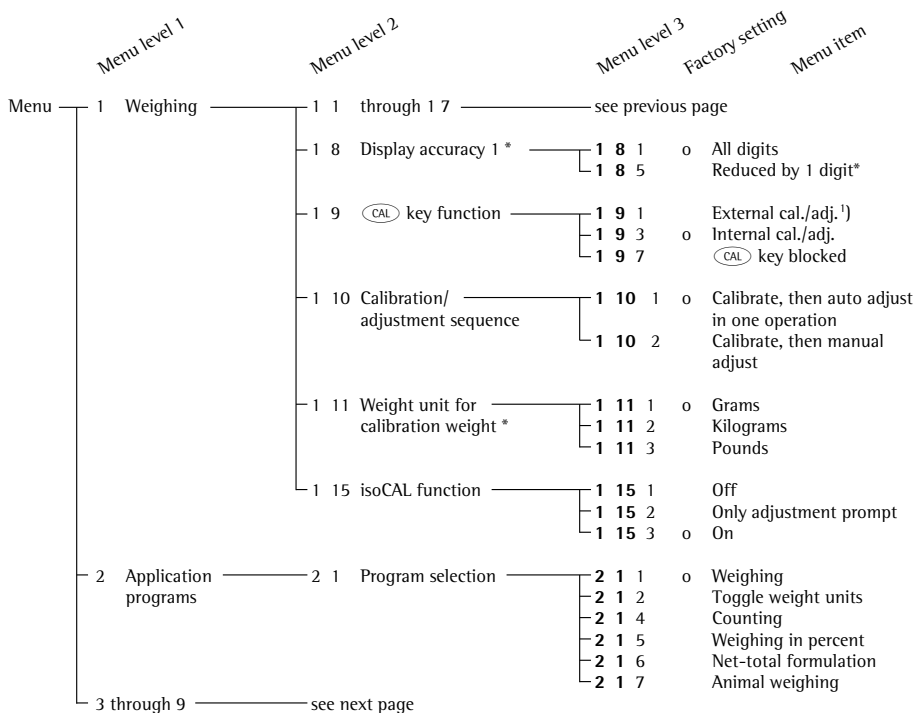 Menu level 1 Menu level 2 Menu level 3 Factory setting Menu item
Menu 1 Weighing 1 1 through 1 7 see previous page
1 8 Display accuracy 1 * 1 8 1 o All digits
1 8 5 Reduced by 1 digit*
1 9 CAL key function 1 9 1 External cal./adj. 1)
1 9 3 o Internal cal./adj.
1 9 7 CAL key blocked
1 10 Calibration/ 1 10 1 o Calibrate, then auto adjust
adjustment sequence in one operation
1 10 2 Calibrate, then manual
adjust
1 11 Weight unit for 1 11 1 o Grams
calibration weight * 1 11 2 Kilograms
1 11 3 Pounds
1 15 isoCAL function 1 15 1 Off
1 15 2 Only adjustment prompt
1 15 3 o On
2 Application 2 1 Program selection 2 1 1 o Weighing
programs 2 1 2 Toggle weight units
2 1 4 Counting
2 1 5 Weighing in percent
2 1 6 Net-total formulation
2 1 7 Animal weighing
3 through 9 see next page